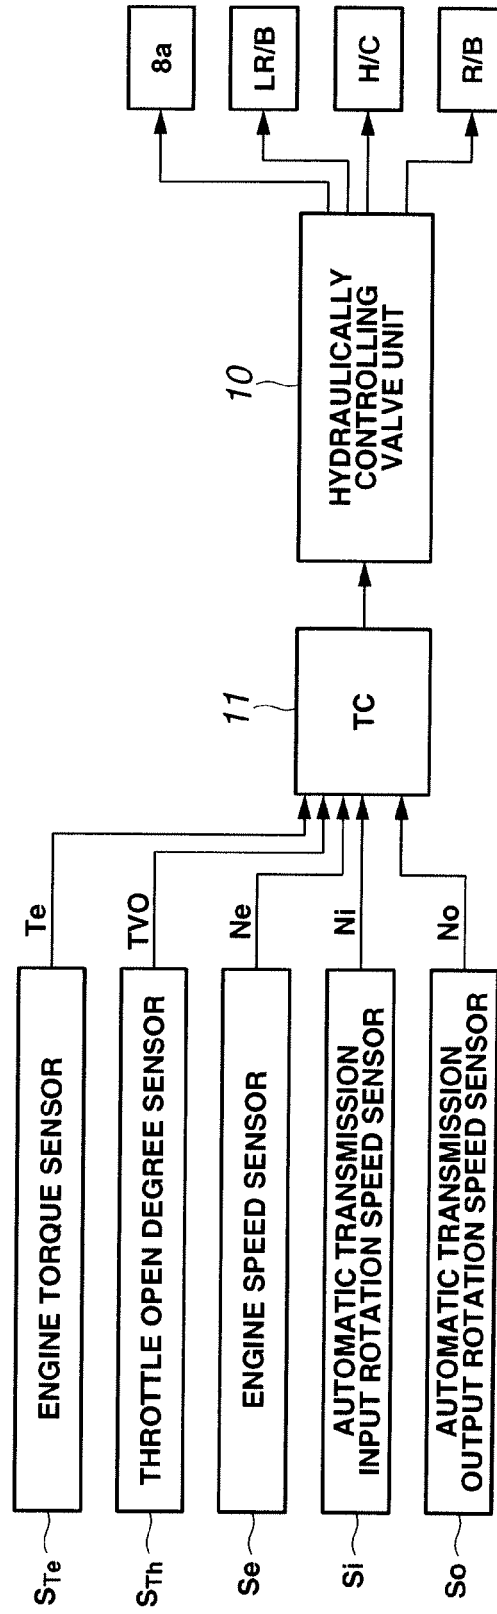 STe
ENGINE TORQUE SENSOR
Te
STh
THROTTLE OPEN DEGREE SENSOR
TVO
Se
ENGINE SPEED SENSOR
Ne
Si
AUTOMATIC TRANSMISSION
INPUT ROTATION SPEED SENSOR
Ni
So
AUTOMATIC TRANSMISSION
OUTPUT ROTATION SPEED SENSOR
No
11
TC
10
HYDRAULICALLY
CONTROLLING
VALVE UNIT
8a
LR/B
H/C
R/B